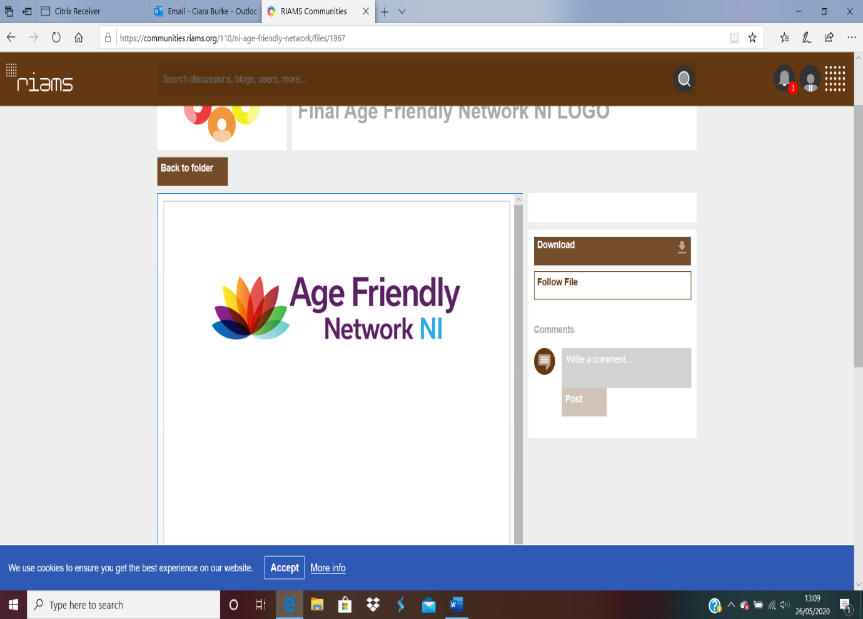 Citrix Receiver
Email - Ciara Burke - Outloc
RIAMS Communities
https://communities.riams.org/110/ni-age-friendly-network/files/1967
riams
Search discussions, blogs, users, more...
3
Final Age Friendly Network NI LOGO
Back to folder
Age Friendly
Network NI
Download
Follow File
Comments
Write a comment...
Post
We use cookies to ensure you get the best experience on our website.
Accept
More info
Type here to search
13:09
26/05/2020
1